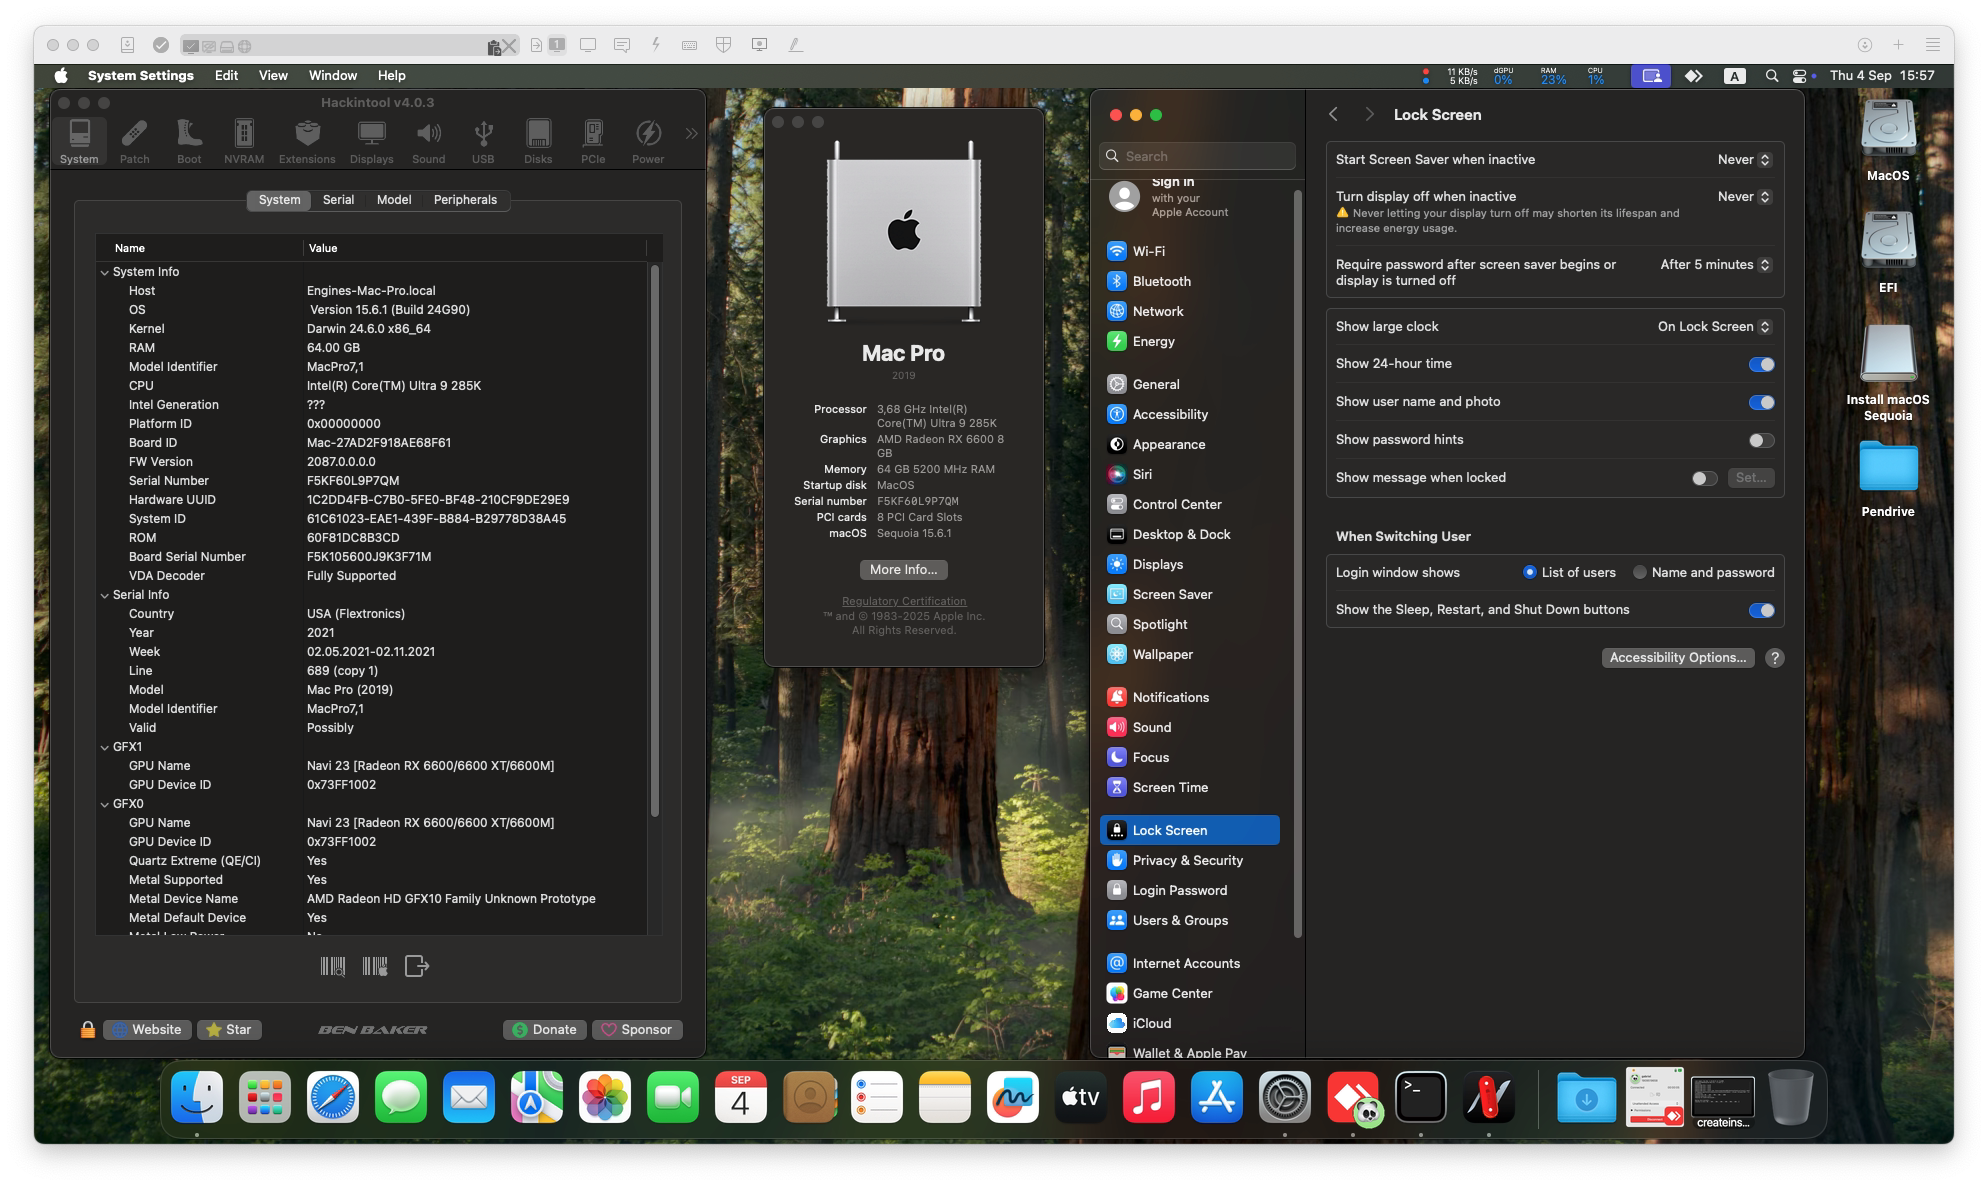 1
System Settings Edit View Window Help
11 KB/s
5 KB/s
dGPU
0%
RAM
23%
CPU
1%
A
Thu 4 Sep 15:57
Hackintool v4.0.3
System Patch Boot NVRAM Extensions Displays Sound USB Disks PCIe Power
System Serial Model Peripherals
Name Value
System Info
Host Engines-Mac-Pro.local
OS Version 15.6.1 (Build 24G90)
Kernel Darwin 24.6.0 x86_64
RAM 64.00 GB
Model Identifier MacPro7,1
CPU Intel(R) Core(TM) Ultra 9 285K
Intel Generation ???
Platform ID 0x00000000
Board ID Mac-27AD2F918AE68F61
FW Version 2087.0.0.0.0
Serial Number F5KF60L9P7QM
Hardware UUID 1C2DD4FB-C7B0-5FE0-BF48-210CF9DE29E9
System ID 61C61023-EAE1-439F-B884-B29778D38A45
ROM 60F81DC8B3CD
Board Serial Number F5K105600J9K3F71M
VDA Decoder Fully Supported
Serial Info
Country USA (Flextronics)
Year 2021
Week 02.05.2021-02.11.2021
Line 689 (copy 1)
Model Mac Pro (2019)
Model Identifier MacPro7,1
Valid Possibly
GFX1
GPU Name Navi 23 [Radeon RX 6600/6600 XT/6600M]
GPU Device ID 0x73FF1002
GFX0
GPU Name Navi 23 [Radeon RX 6600/6600 XT/6600M]
GPU Device ID 0x73FF1002
Quartz Extreme (QE/CI) Yes
Metal Supported Yes
Metal Device Name AMD Radeon HD GFX10 Family Unknown Prototype
Metal Default Device Yes
Metal Low Power No
Website Star BEN BAKER Donate Sponsor
Mac Pro
2019
Processor 3,68 GHz Intel(R)
Core(TM) Ultra 9 285K
Graphics AMD Radeon RX 6600 8
GB
Memory 64 GB 5200 MHz RAM
Startup disk MacOS
Serial number F5KF60L9P7QM
PCI cards 8 PCI Card Slots
macOS Sequoia 15.6.1
More Info...
Regulatory Certification
™ and © 1983-2025 Apple Inc.
All Rights Reserved.
Search
Sign in
with your
Apple Account
Wi-Fi
Bluetooth
Network
Energy
General
Accessibility
Appearance
Siri
Control Center
Desktop & Dock
Displays
Screen Saver
Spotlight
Wallpaper
Notifications
Sound
Focus
Screen Time
Lock Screen
Privacy & Security
Login Password
Users & Groups
Internet Accounts
Game Center
iCloud
Wallet & Apple Pay
Lock Screen
Start Screen Saver when inactive Never
Turn display off when inactive Never
Never letting your display turn off may shorten its lifespan and
increase energy usage.
Require password after screen saver begins or After 5 minutes
display is turned off
Show large clock On Lock Screen
Show 24-hour time
Show user name and photo
Show password hints
Show message when locked Set...
When Switching User
Login window shows List of users Name and password
Show the Sleep, Restart, and Shut Down buttons
Accessibility Options... ?
MacOS
EFI
Install macOS
Sequoia
Pendrive
SEP
4
tv
>_
createins...